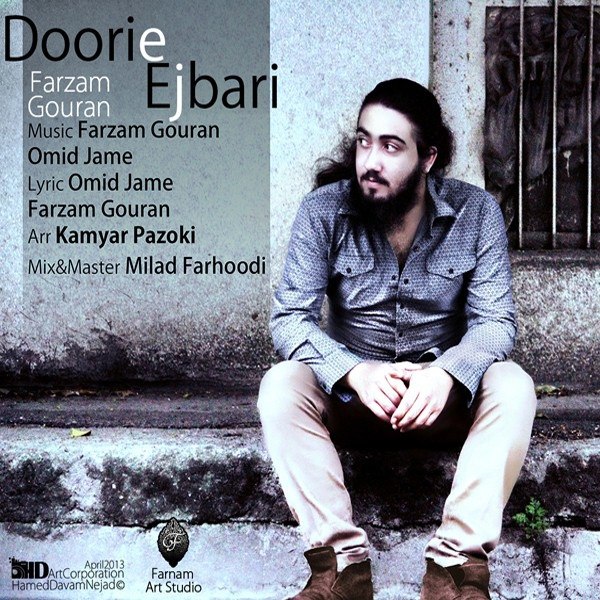 Doorie
Ejbari
Farzam
Gouran
Music Farzam Gouran
Omid Jame
Lyric Omid Jame
Farzam Gouran
Arr Kamyar Pazoki
Mix&Master Milad Farhoodi
April2013
HD ArtCorporation
HamedDavamNejad©
Farnam
Art Studio